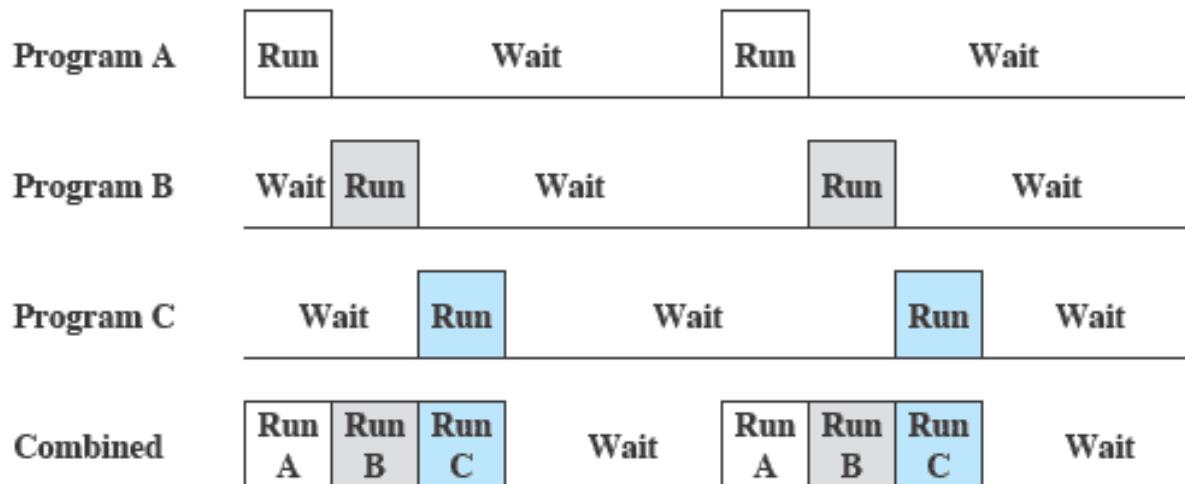 Program A Run Wait Run Wait
Program B Wait Run Wait Run Wait
Program C Wait Run Wait Run Wait
Combined Run A Run B Run C Wait Run A Run B Run C Wait